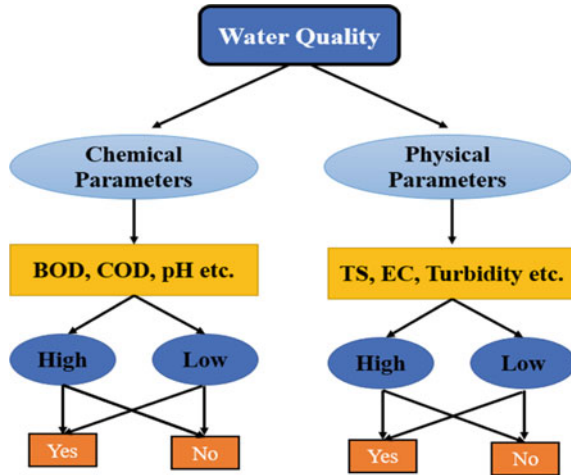 Water Quality
Chemical
Parameters
Physical
Parameters
BOD, COD, pH etc.
TS, EC, Turbidity etc.
High
Low
High
Low
Yes
No
Yes
No